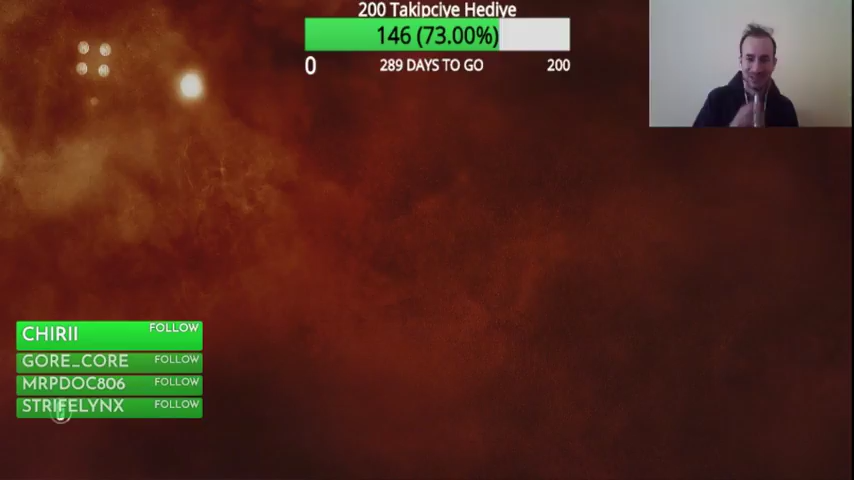 200 Takipçiye Hediye
146 (73.00%)
0 289 DAYS TO GO 200
CHIRII FOLLOW
GORE_CORE FOLLOW
MRPDOC806 FOLLOW
STRIFELYNX FOLLOW